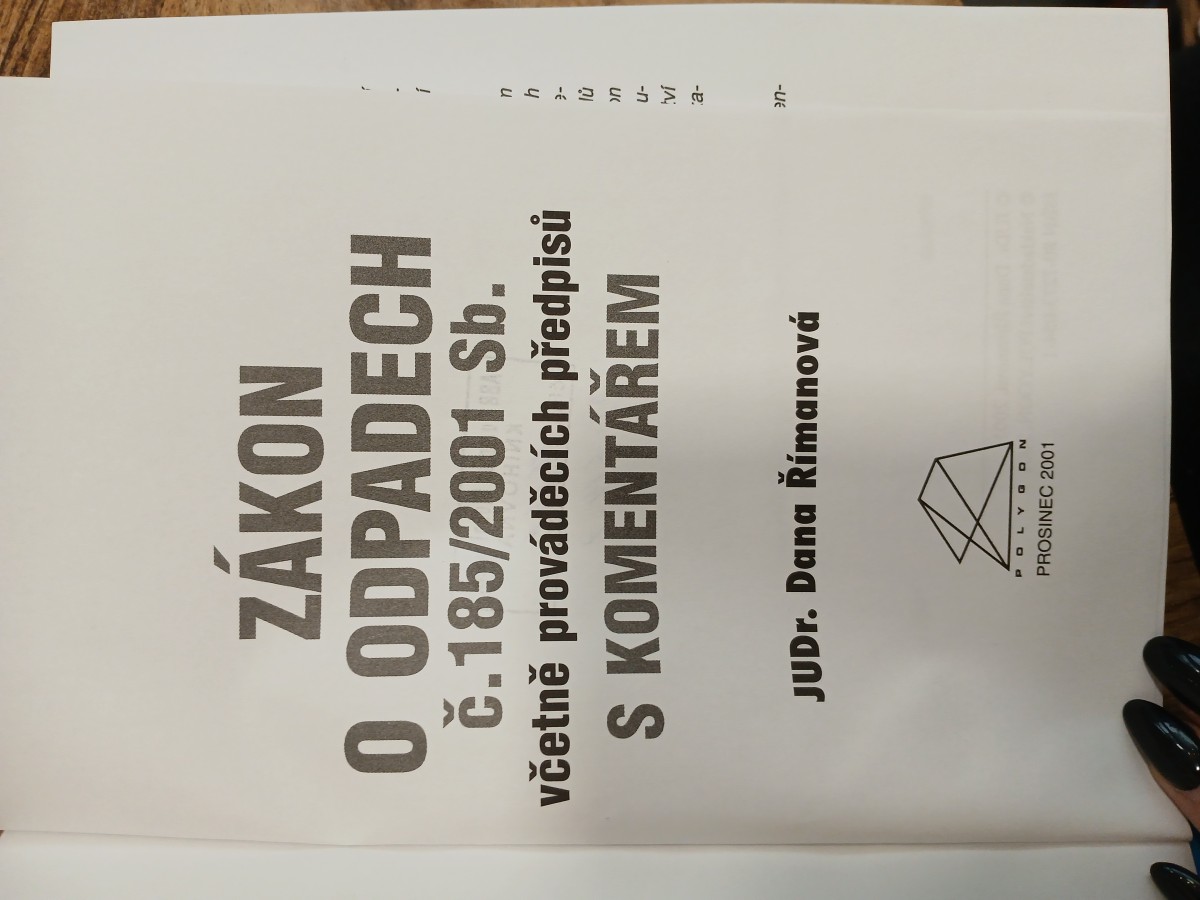 ZÁKON
O ODPADECH
č.185/2001 Sb.
včetně prováděcích předpisů
S KOMENTÁŘEM
JUDr. Dana Římanová
POLYGON
PROSINEC 2001